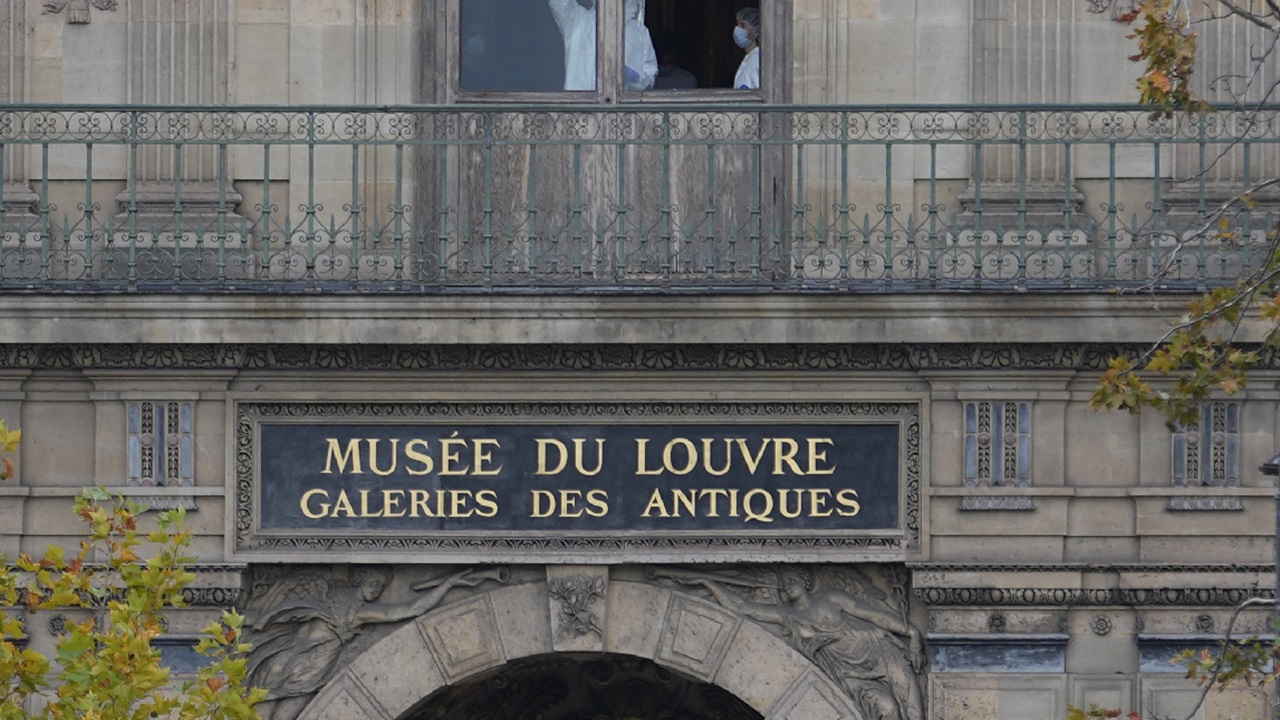 MUSÉE DU LOUVRE
GALERIES DES ANTIQUES